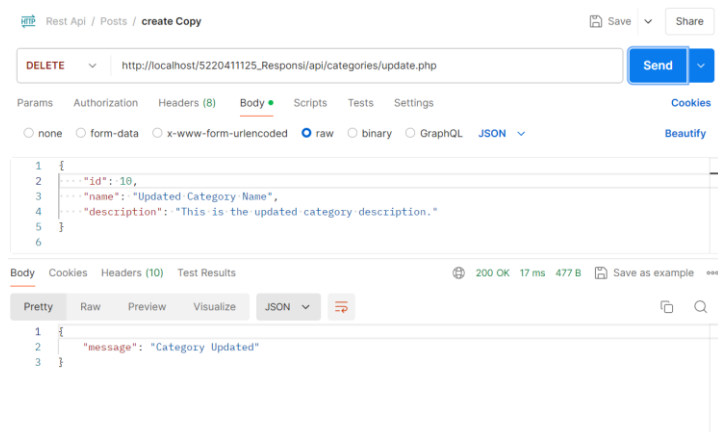 HTTP Rest Api / Posts / create Copy Save Share
DELETE http://localhost/5220411125_Responsi/api/categories/update.php Send
Params Authorization Headers (8) Body Scripts Tests Settings Cookies
none form-data x-www-form-urlencoded raw binary GraphQL JSON Beautify
1 {
2 "id": 10,
3 "name": "Updated Category Name",
4 "description": "This is the updated category description."
5 }
6
Body Cookies Headers (10) Test Results 200 OK 17 ms 477 B Save as example
Pretty Raw Preview Visualize JSON
1 {
2 "message": "Category Updated"
3 }